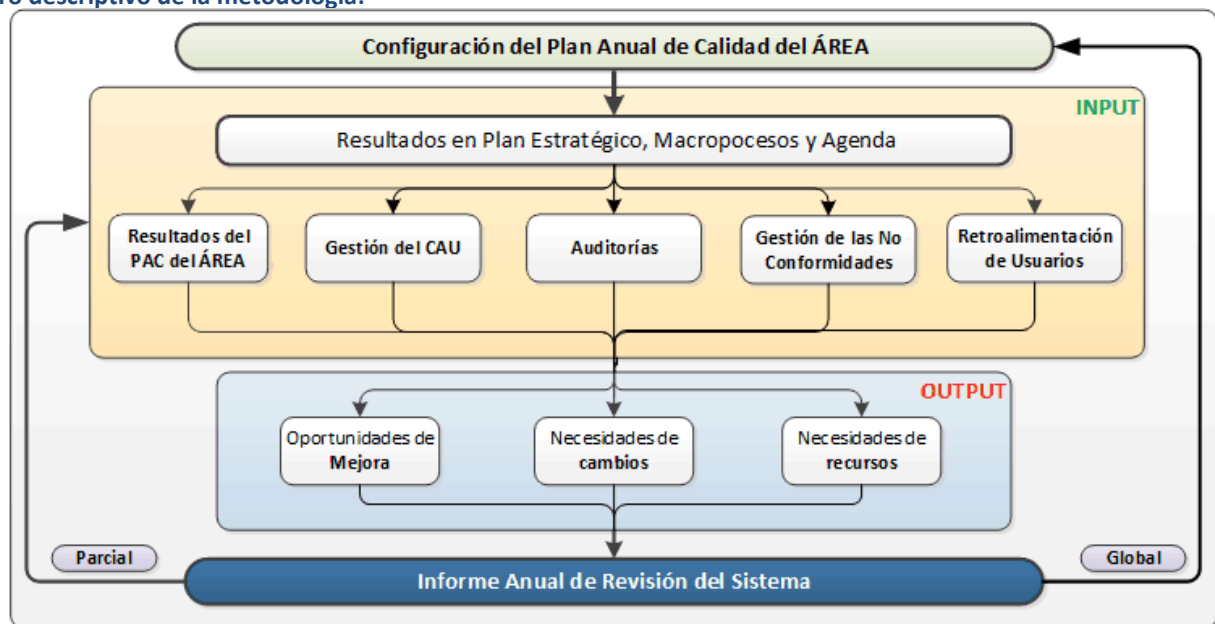 descriptivo de la metodología.
Configuración del Plan Anual de Calidad del ÁREA
INPUT
Resultados en Plan Estratégico, Macropocesos y Agenda
Resultados del
PAC del ÁREA
Gestión del CAU
Auditorías
Gestión de las No
Conformidades
Retroalimentación
de Usuarios
OUTPUT
Oportunidades de
Mejora
Necesidades de
cambios
Necesidades de
recursos
Parcial
Global
Informe Anual de Revisión del Sistema